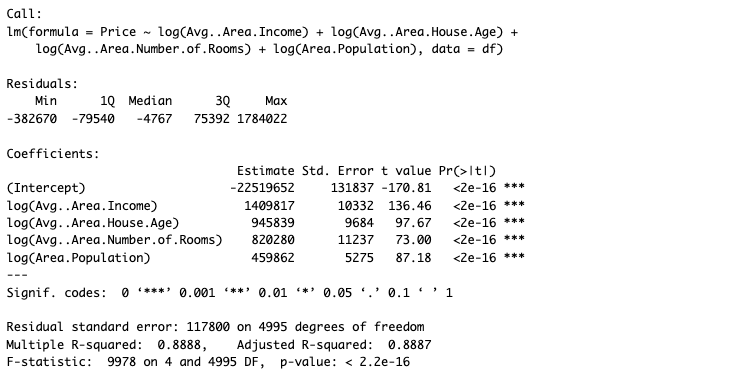 Call:
lm(formula = Price ~ log(Avg..Area.Income) + log(Avg..Area.House.Age) +
    log(Avg..Area.Number.of.Rooms) + log(Area.Population), data = df)

Residuals:
    Min      1Q  Median      3Q     Max
-382670  -79540   -4767   75392 1784022

Coefficients:
                                Estimate Std. Error t value Pr(>|t|)
(Intercept)                    -22519652     131837 -170.81   <2e-16 ***
log(Avg..Area.Income)            1409817      10332  136.46   <2e-16 ***
log(Avg..Area.House.Age)          945839       9684   97.67   <2e-16 ***
log(Avg..Area.Number.of.Rooms)    820280      11237   73.00   <2e-16 ***
log(Area.Population)              459862       5275   87.18   <2e-16 ***
---
Signif. codes:  0 ‘***’ 0.001 ‘**’ 0.01 ‘*’ 0.05 ‘.’ 0.1 ‘ ’ 1

Residual standard error: 117800 on 4995 degrees of freedom
Multiple R-squared:  0.8888,    Adjusted R-squared:  0.8887
F-statistic:  9978 on 4 and 4995 DF,  p-value: < 2.2e-16